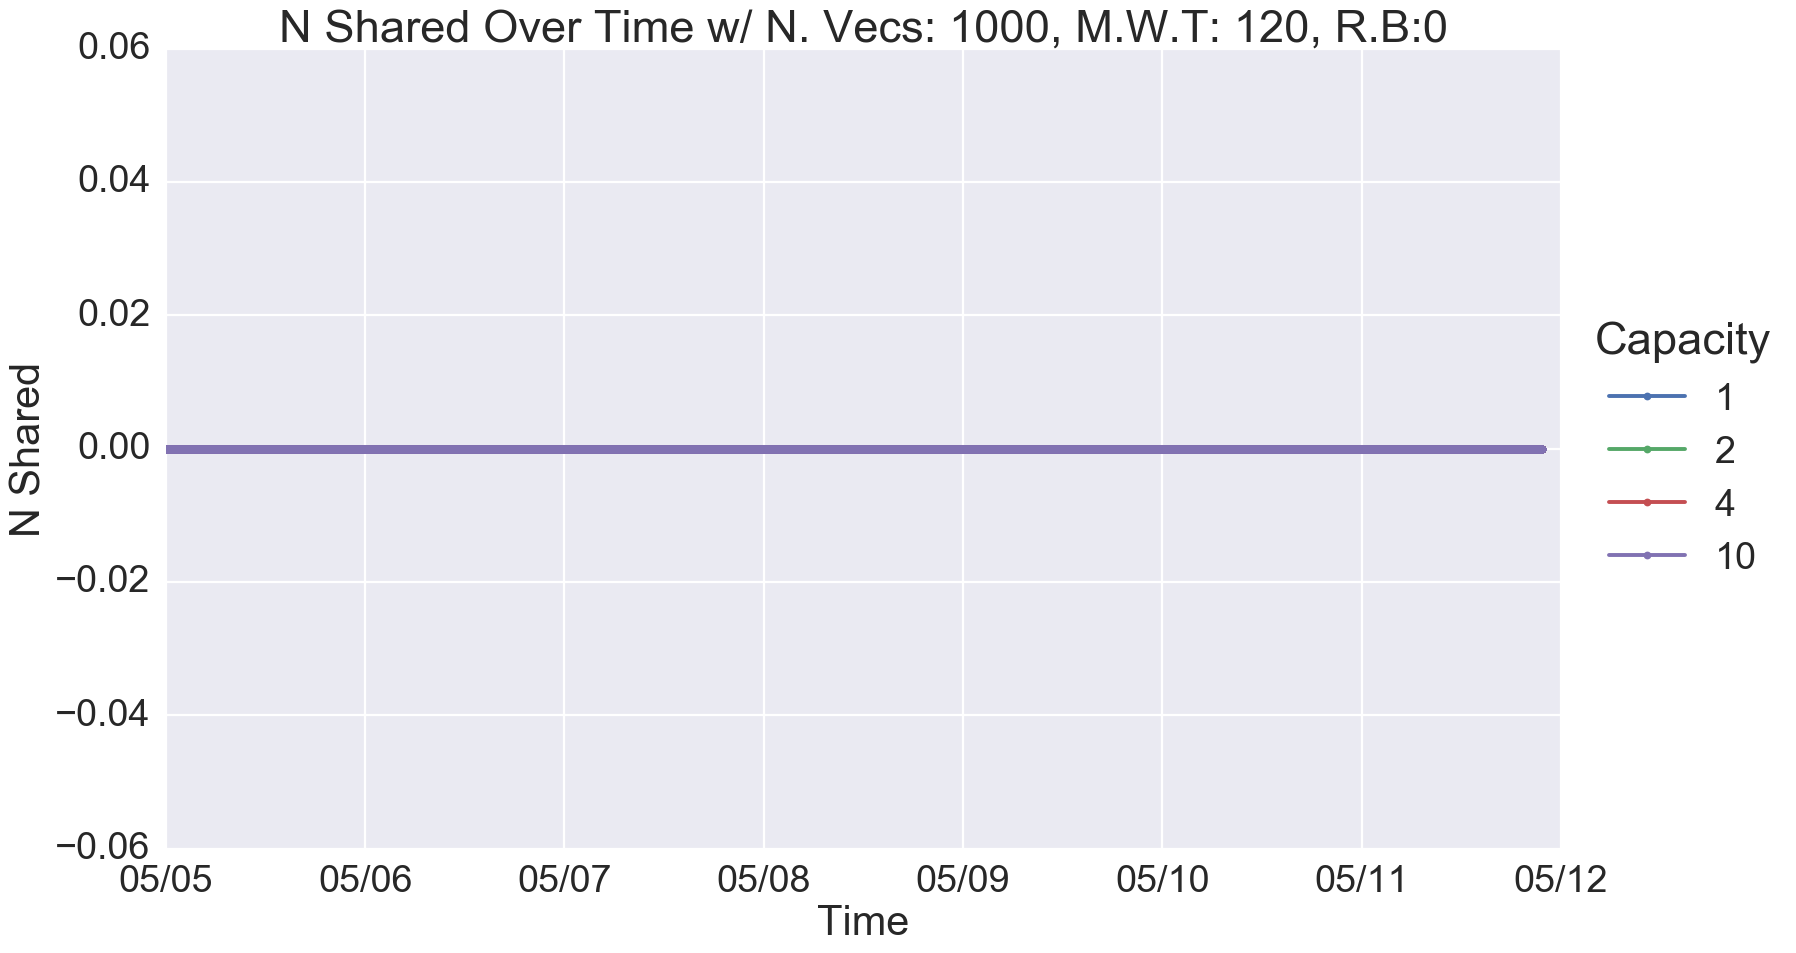 N Shared Over Time w/ N. Vecs: 1000, M.W.T: 120, R.B:0
0.06
0.04
0.02
0.00
−0.02
−0.04
−0.06
N Shared
05/05 05/06 05/07 05/08 05/09 05/10 05/11 05/12
Time
Capacity
1
2
4
10